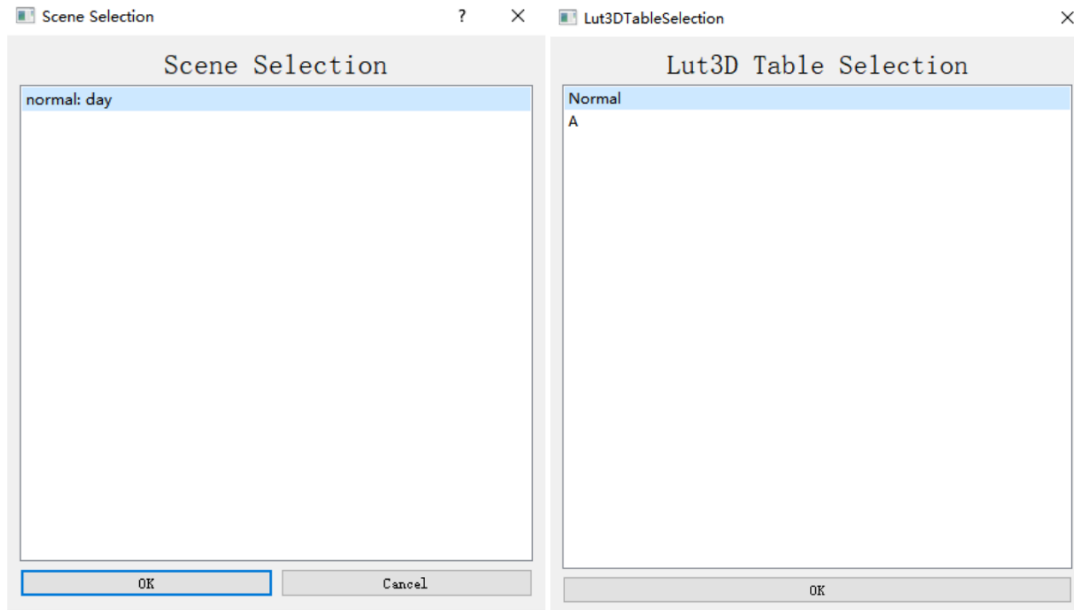 Scene Selection
?
Scene Selection
normal: day
OK
Cancel
Lut3DTableSelection
Lut3D Table Selection
Normal
A
OK